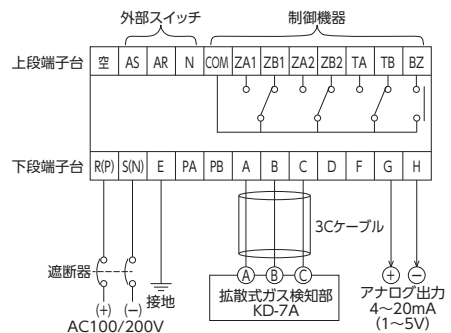 外部スイッチ 制御機器
上段端子台 空 AS AR N COM ZA1 ZB1 ZA2 ZB2 TA TB BZ
下段端子台 R(P) S(N) E PA PB A B C D F G H
3Cケーブル
遮断器
接地
(+) (−)
AC100/200V
A B C
拡散式ガス検知部
KD-7A
+ −
アナログ出力
4〜20mA
(1〜5V)